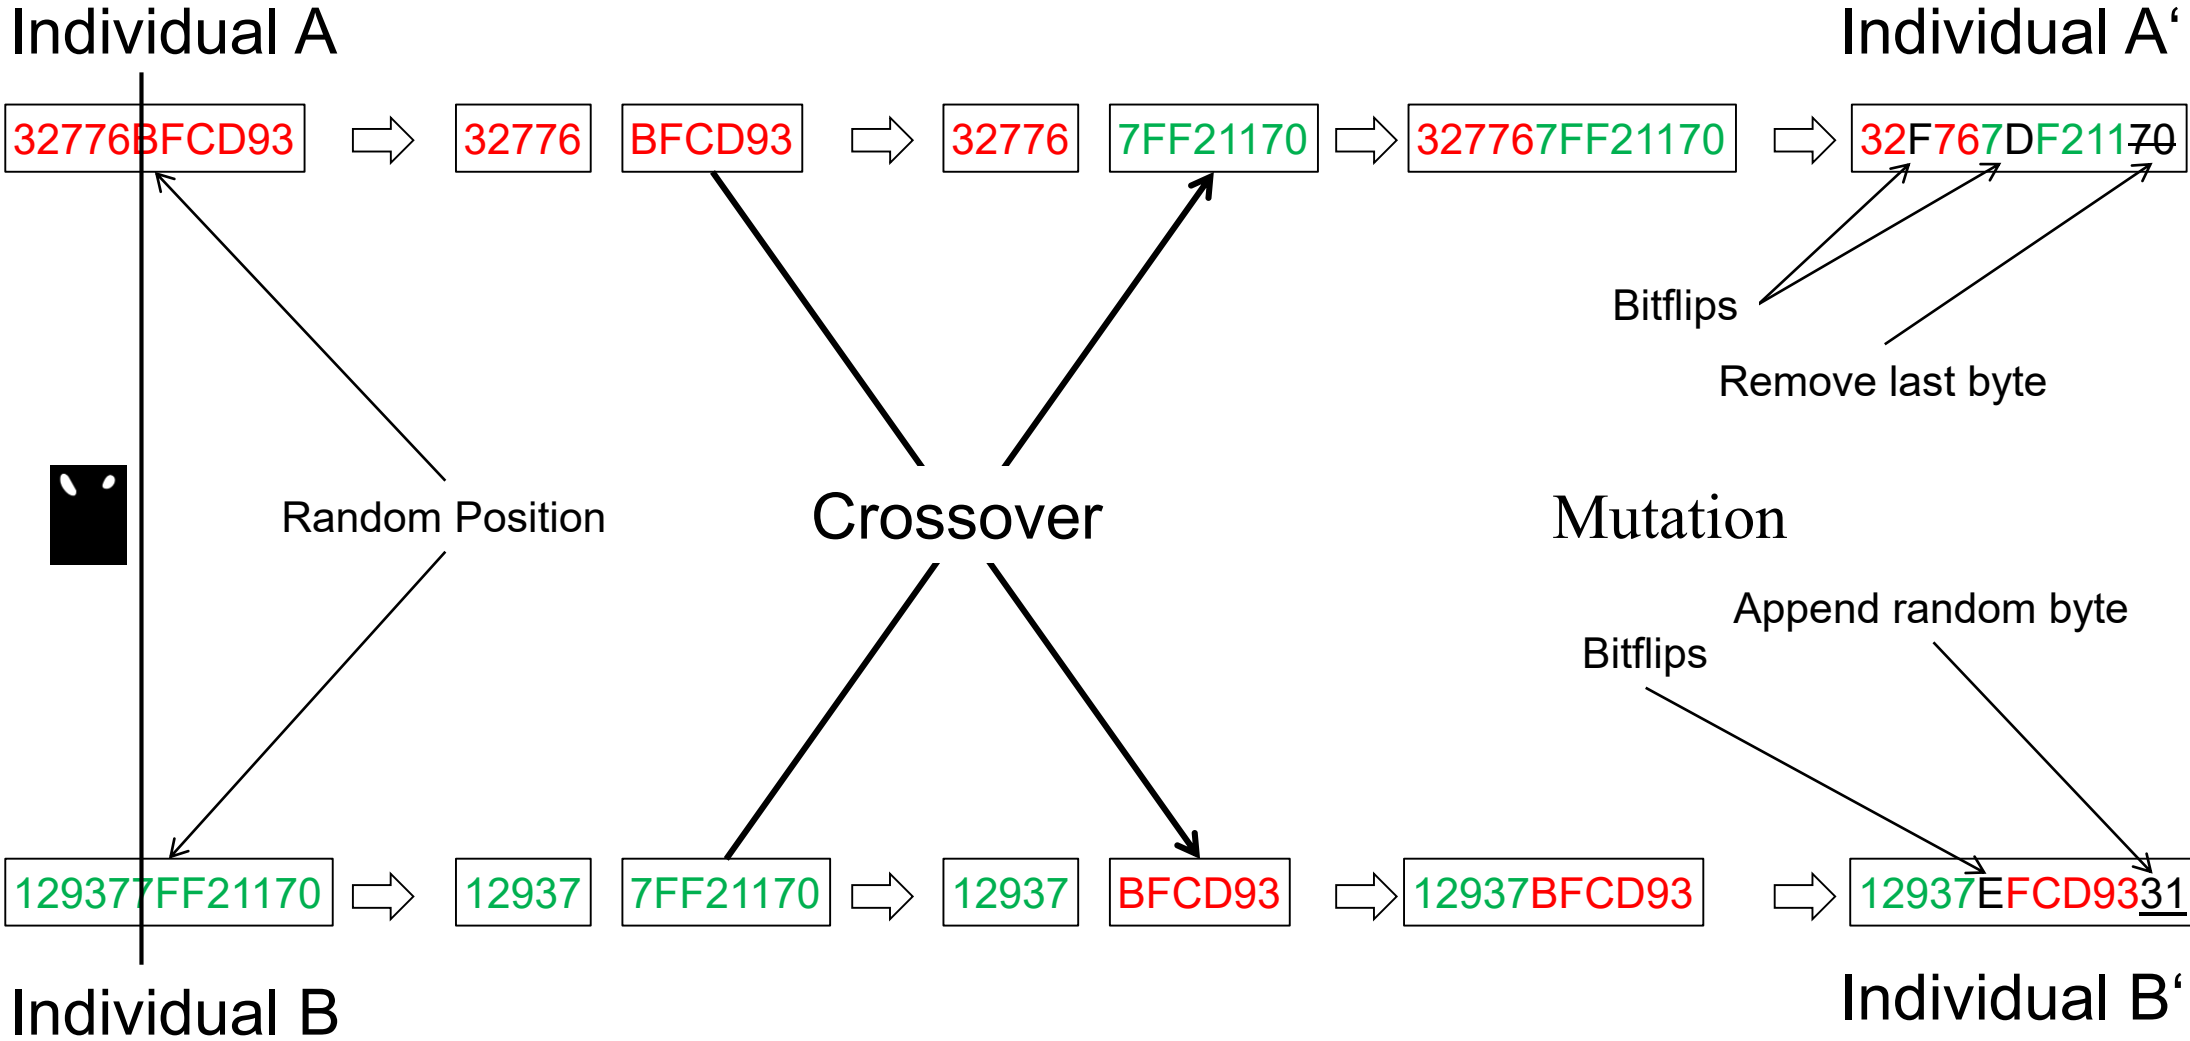 Individual A
Individual A‘
32776BFCD93
32776
BFCD93
32776
7FF21170
327767FF21170
32F767DF21170
Bitflips
Remove last byte
Random Position
Crossover
Mutation
Append random byte
Bitflips
129377FF21170
12937
7FF21170
12937
BFCD93
12937BFCD93
12937EFCD9331
Individual B
Individual B‘